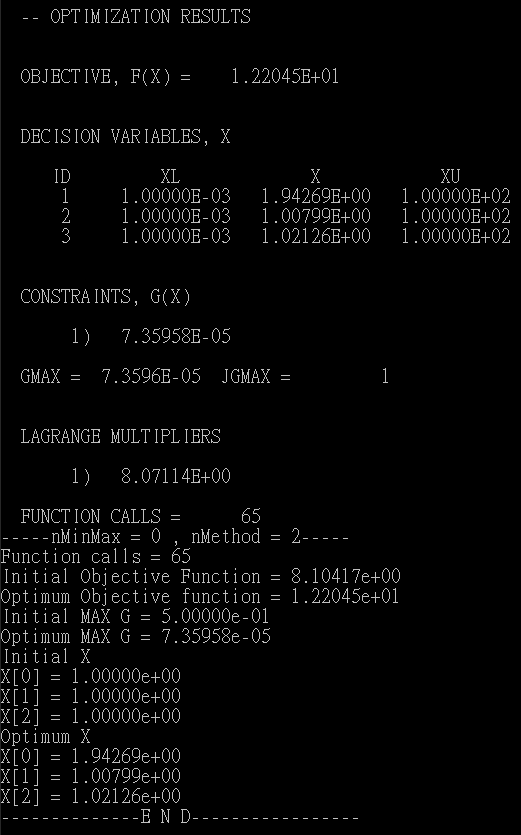 -- OPTIMIZATION RESULTS
OBJECTIVE, F(X) = 1.22045E+01
DECISION VARIABLES, X
ID XL X XU
1 1.00000E-03 1.94269E+00 1.00000E+02
2 1.00000E-03 1.00799E+00 1.00000E+02
3 1.00000E-03 1.02126E+00 1.00000E+02
CONSTRAINTS, G(X)
1) 7.35958E-05
GMAX = 7.3596E-05 JGMAX = 1
LAGRANGE MULTIPLIERS
1) 8.07114E+00
FUNCTION CALLS = 65
-----nMinMax = 0 , nMethod = 2-----
Function calls = 65
Initial Objective Function = 8.10417e+00
Optimum Objective function = 1.22045e+01
Initial MAX G = 5.00000e-01
Optimum MAX G = 7.35958e-05
Initial X
X[0] = 1.00000e+00
X[1] = 1.00000e+00
X[2] = 1.00000e+00
Optimum X
X[0] = 1.94269e+00
X[1] = 1.00799e+00
X[2] = 1.02126e+00
--------------E N D-----------------